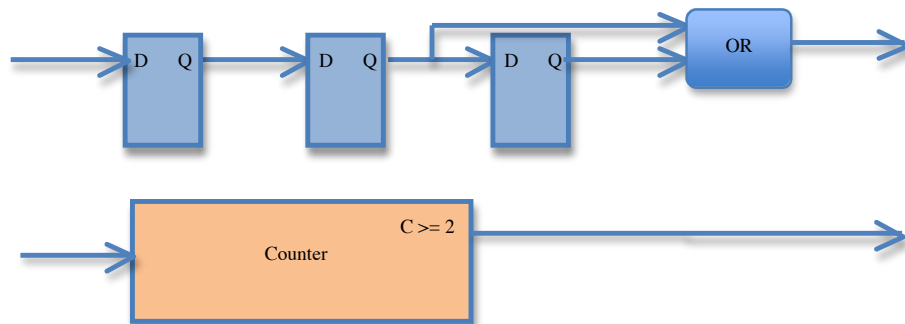 D Q
D Q
D Q
OR
C >= 2
Counter